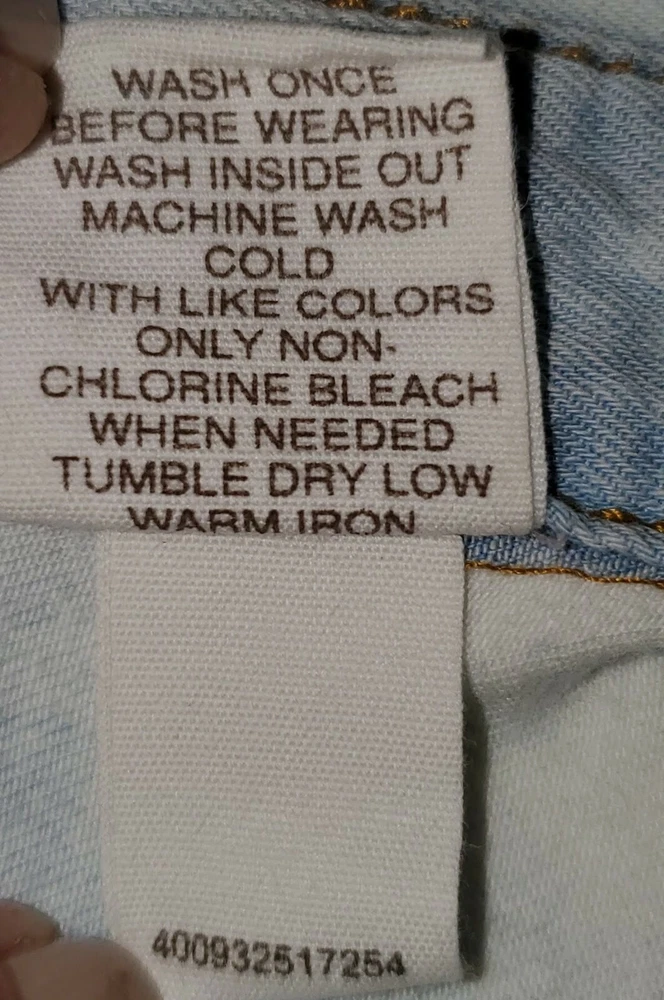 WASH ONCE
BEFORE WEARING
WASH INSIDE OUT
MACHINE WASH
COLD
WITH LIKE COLORS
ONLY NON-
CHLORINE BLEACH
WHEN NEEDED
TUMBLE DRY LOW
WARM IRON
400932517254